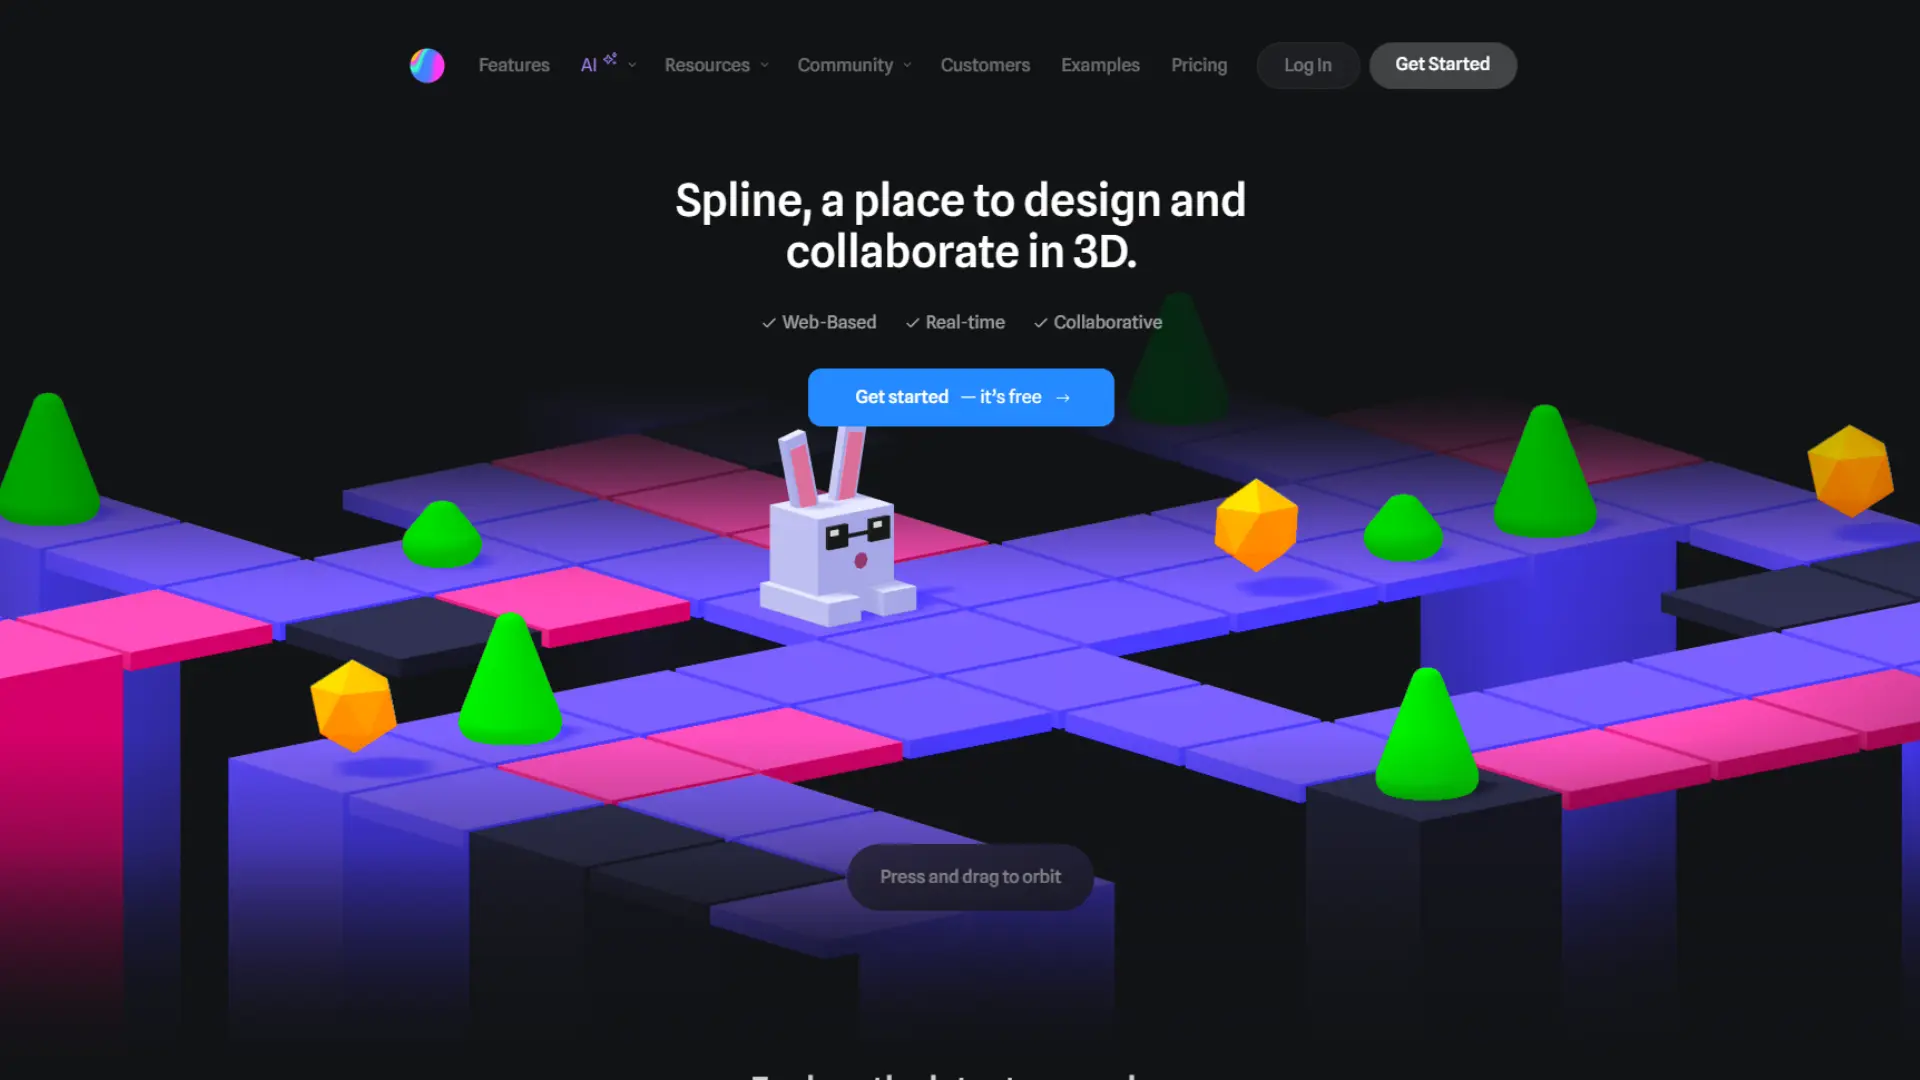 Features AI Resources Community Customers Examples Pricing Log In Get Started
Spline, a place to design and
collaborate in 3D.
Web-Based Real-time Collaborative
Get started — it's free →
Press and drag to orbit